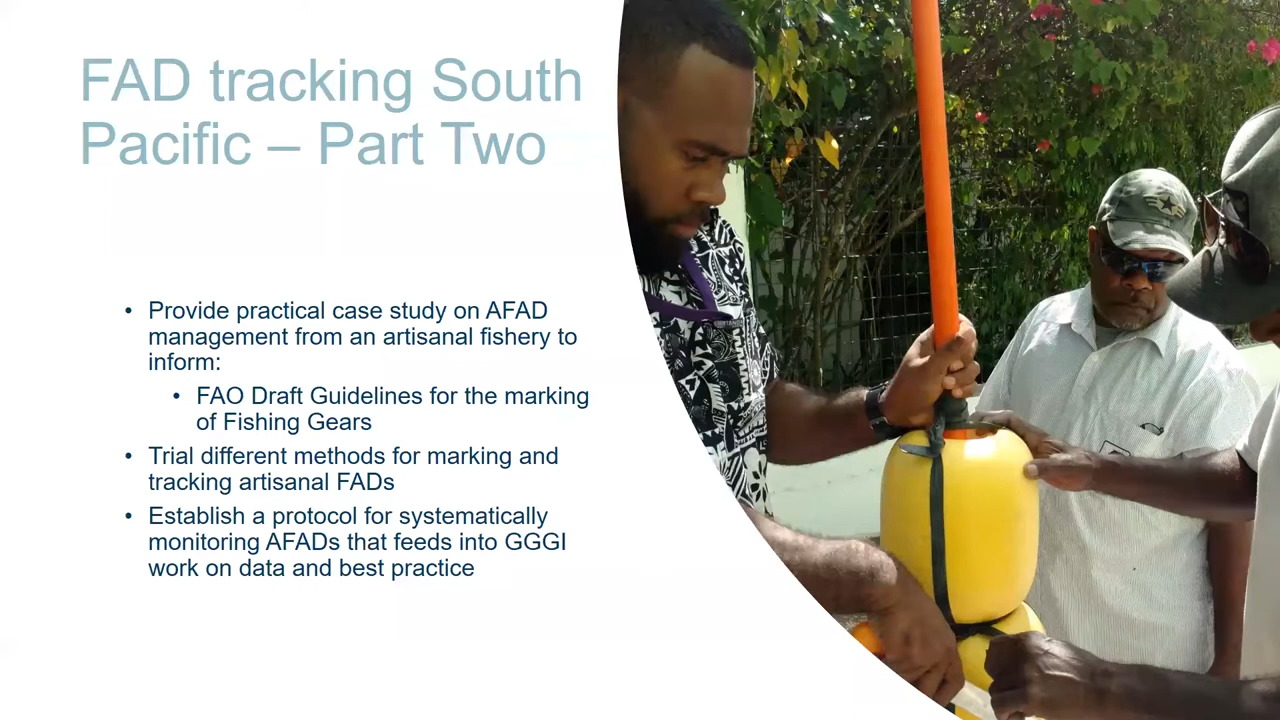 FAD tracking South
Pacific – Part Two
• Provide practical case study on AFAD
management from an artisanal fishery to
inform:
• FAO Draft Guidelines for the marking
of Fishing Gears
• Trial different methods for marking and
tracking artisanal FADs
• Establish a protocol for systematically
monitoring AFADs that feeds into GGGI
work on data and best practice